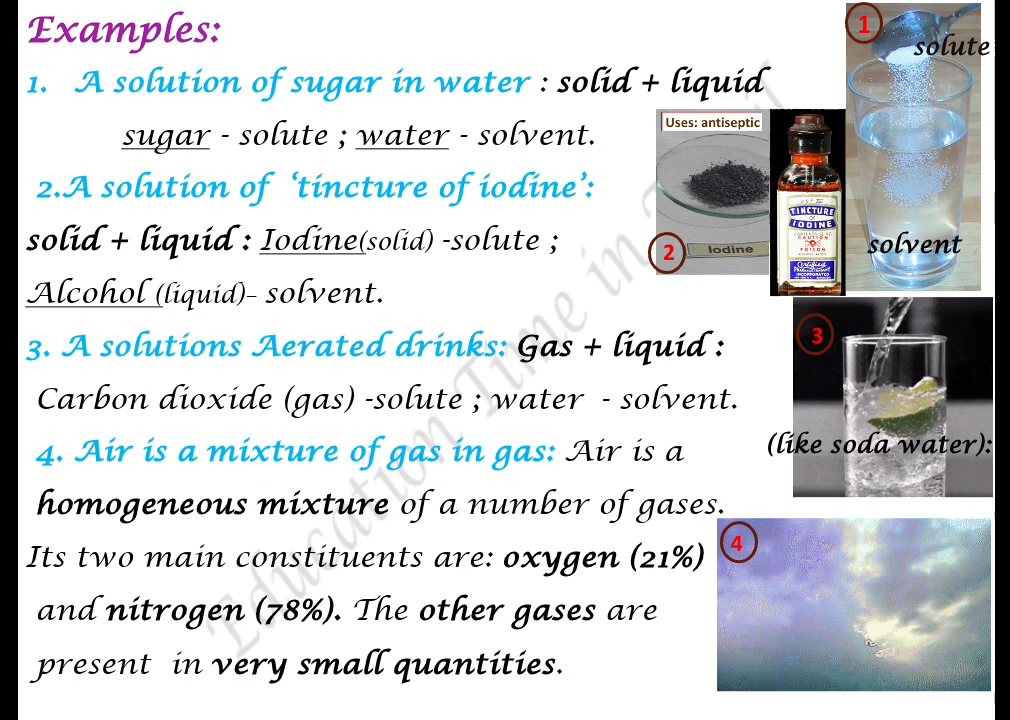 Examples:
1. A solution of sugar in water : solid + liquid
sugar - solute ; water - solvent.
2.A solution of 'tincture of iodine':
solid + liquid : Iodine(solid) -solute ;
Alcohol (liquid)– solvent.
3. A solutions Aerated drinks: Gas + liquid :
Carbon dioxide (gas) -solute ; water - solvent.
4. Air is a mixture of gas in gas: Air is a
homogeneous mixture of a number of gases.
Its two main constituents are: oxygen (21%)
and nitrogen (78%). The other gases are
present in very small quantities.
1
solute
solvent
Uses: antiseptic
2
Iodine
TINCTURE
OF
IODINE
CAUTION
POISON
Certified
INCORPORATED
3
(like soda water):
4
Education Time in